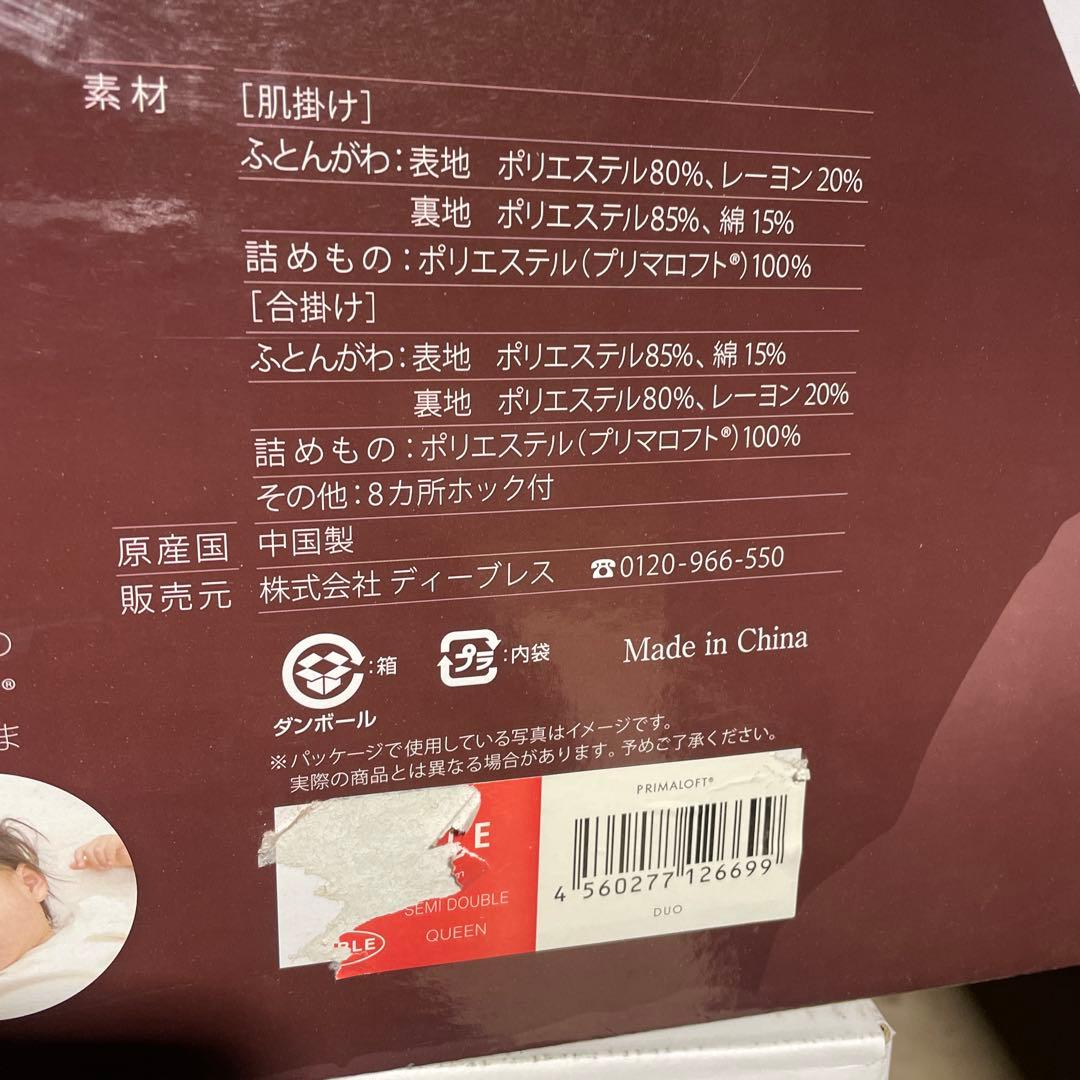 素材 [肌掛け]
ふとんがわ:表地 ポリエステル80%、レーヨン20%
裏地 ポリエステル85%、綿15%
詰めもの:ポリエステル(プリマロフト®)100%
[合掛け]
ふとんがわ:表地 ポリエステル85%、綿15%
裏地 ポリエステル80%、レーヨン20%
詰めもの:ポリエステル(プリマロフト®)100%
その他:8カ所ホック付
原産国 中国製
販売元 株式会社 ディーブレス ☎0120-966-550
®
ま
:箱
ダンボール
プラ :内袋
Made in China
※パッケージで使用している写真はイメージです。
実際の商品とは異なる場合があります。予めご了承ください。
LE
SEMI DOUBLE
QUEEN
BLE
PRIMALOFT®
4 560277 126699
DUO